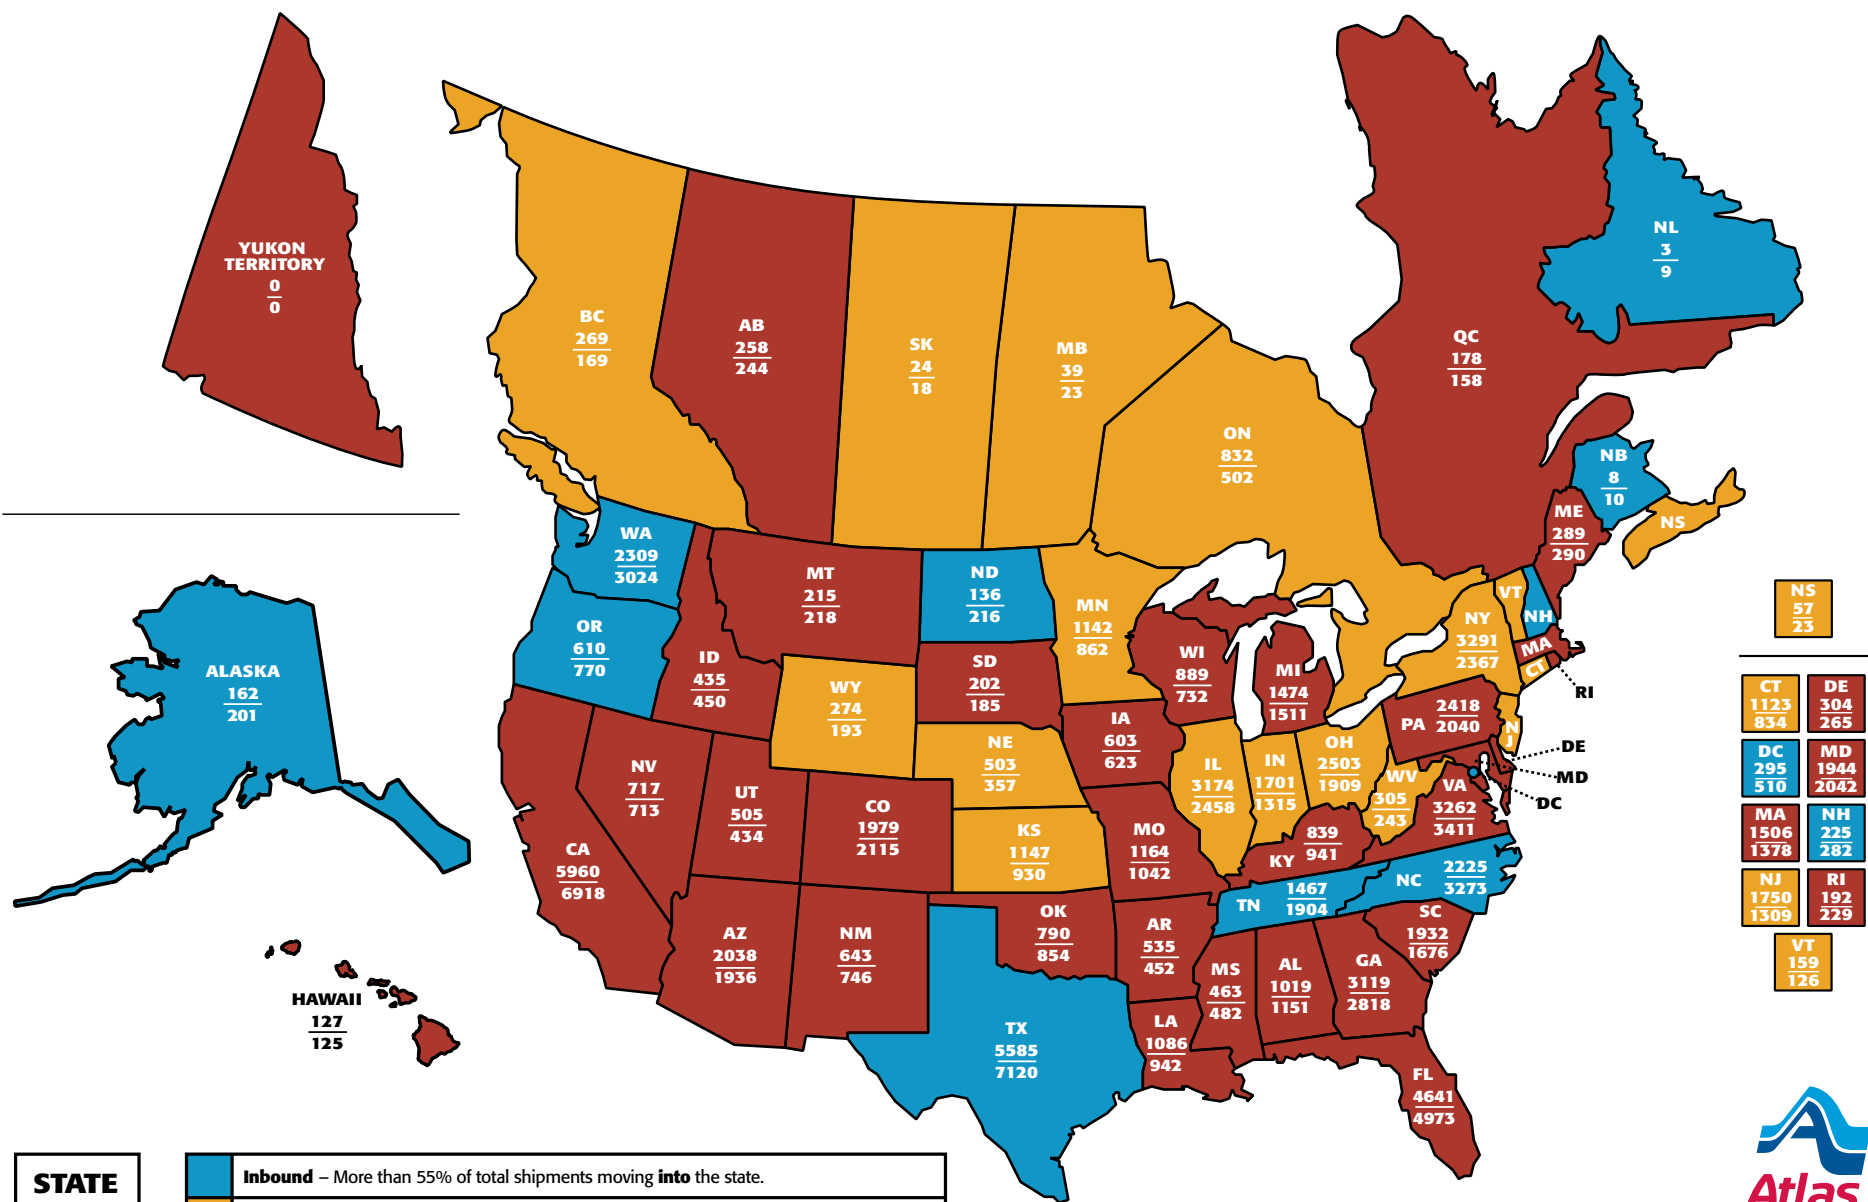 YUKON
TERRITORY
0
0
BC
269
169
AB
258
244
SK
24
18
MB
39
23
ON
832
502
QC
178
158
NL
3
9
NB
8
10
NS
ME
289
290
WA
2309
3024
OR
610
770
ID
435
450
MT
215
218
ND
136
216
SD
202
185
WY
274
193
NE
503
357
MN
1142
862
WI
889
732
MI
1474
1511
IA
603
623
IL
3174
2458
IN
1701
1315
OH
2503
1909
PA
2418
2040
NY
3291
2367
VT
NH
MA
CT
RI
NJ
DE
MD
DC
WV
305
243
VA
3262
3411
KY
839
941
NV
717
713
UT
505
434
CO
1979
2115
KS
1147
930
MO
1164
1042
CA
5960
6918
AZ
2038
1936
NM
643
746
OK
790
854
AR
535
452
TN
1467
1904
NC
2225
3273
SC
1932
1676
MS
463
482
AL
1019
1151
GA
3119
2818
LA
1086
942
TX
5585
7120
FL
4641
4973
ALASKA
162
201
HAWAII
127
125
NS
57
23
CT
1123
834
DE
304
265
DC
295
510
MD
1944
2042
MA
1506
1378
NH
225
282
NJ
1750
1309
RI
192
229
VT
159
126
STATE
Inbound – More than 55% of total shipments moving into the state.
Atlas